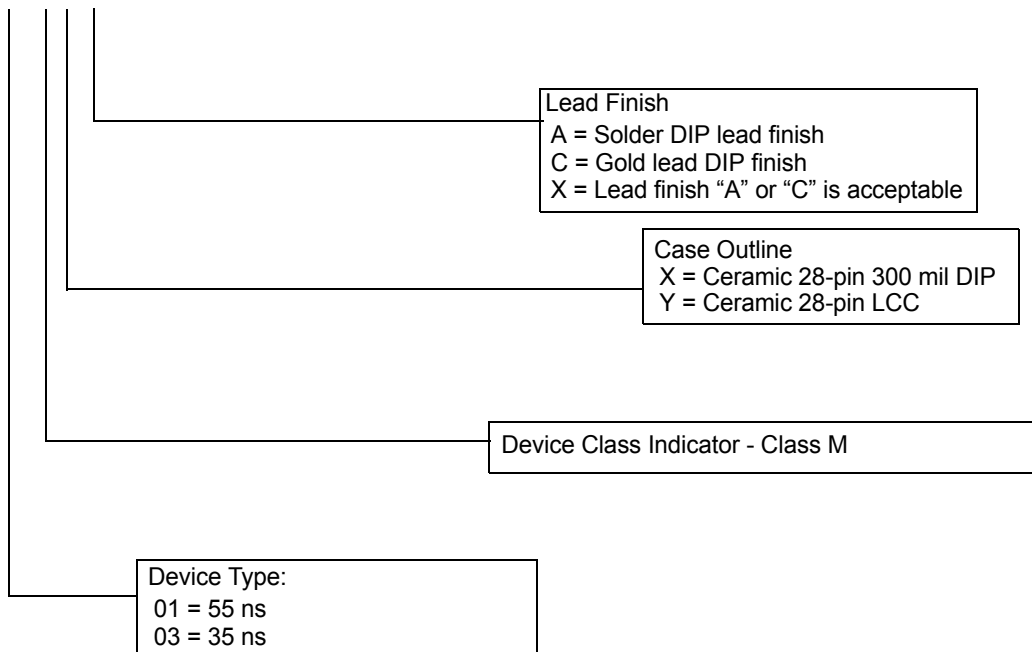 Lead Finish
A = Solder DIP lead finish
C = Gold lead DIP finish
X = Lead finish “A” or “C” is acceptable
Case Outline
X = Ceramic 28-pin 300 mil DIP
Y = Ceramic 28-pin LCC
Device Class Indicator - Class M
Device Type:
01 = 55 ns
03 = 35 ns